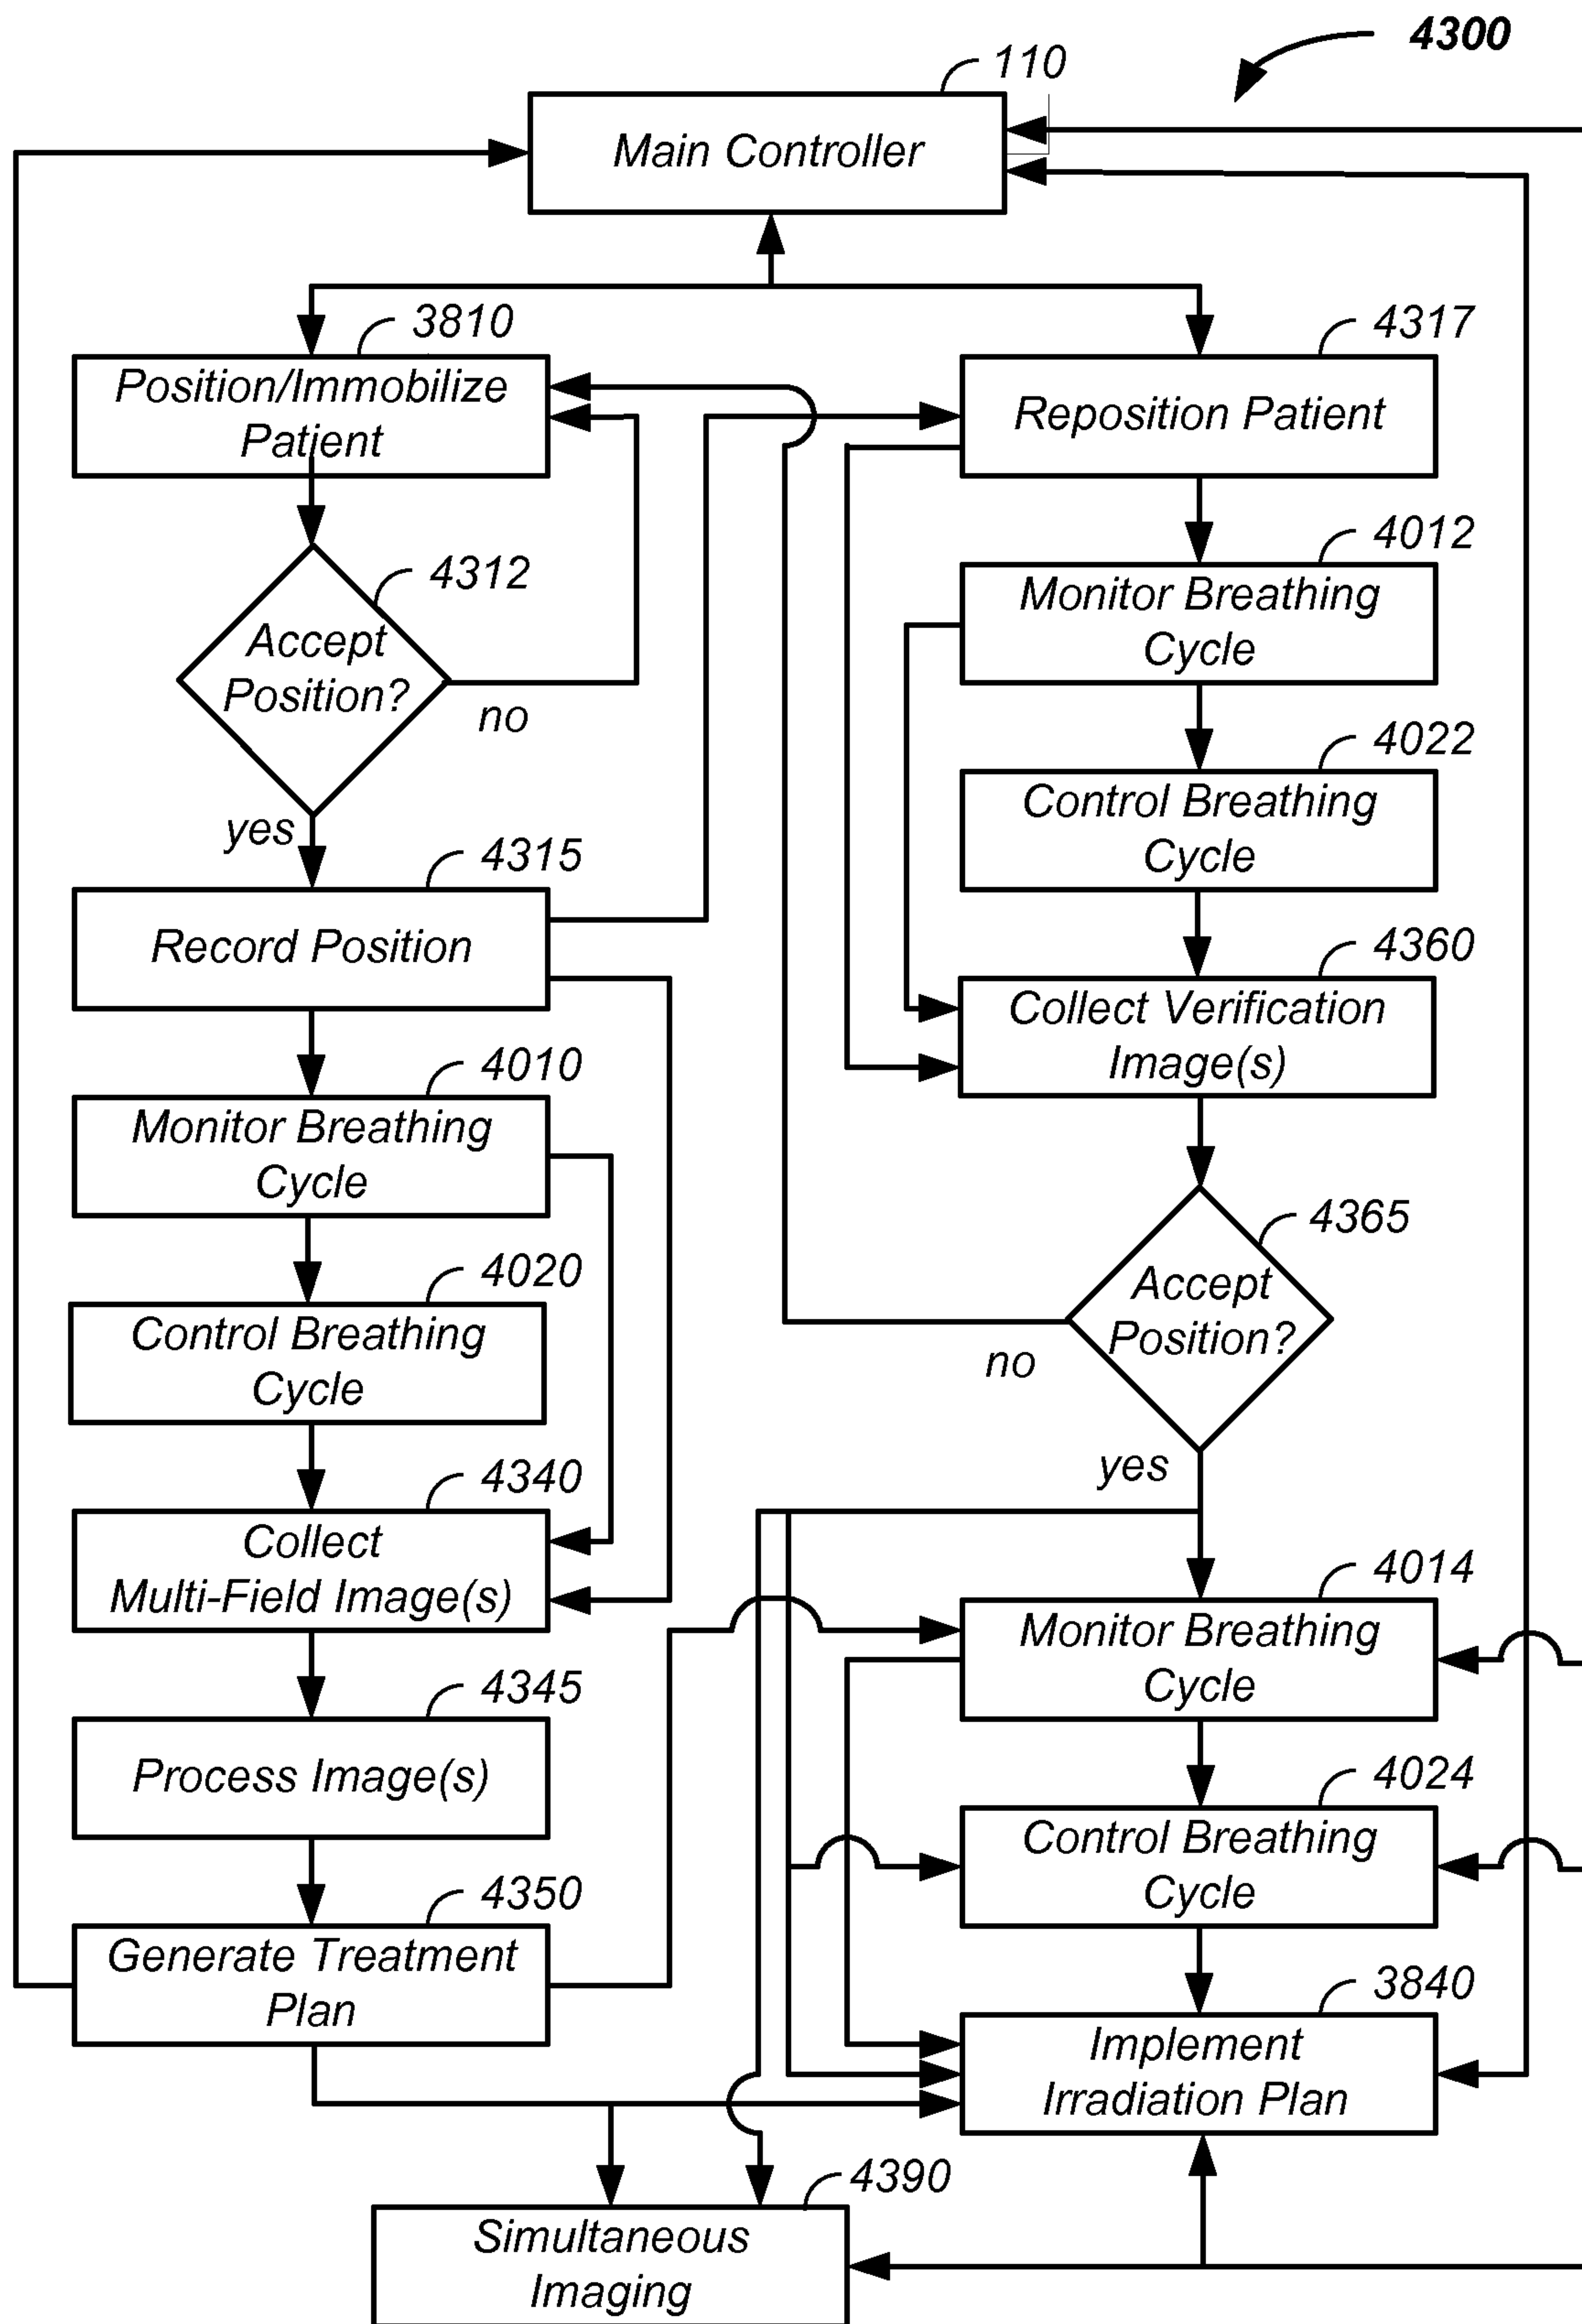 4300
110
Main Controller
3810
Position/Immobilize
Patient
4312
Accept
Position?
no
yes
4315
Record Position
4010
Monitor Breathing
Cycle
4020
Control Breathing
Cycle
4340
Collect
Multi-Field Image(s)
4345
Process Image(s)
4350
Generate Treatment
Plan
4317
Reposition Patient
4012
Monitor Breathing
Cycle
4022
Control Breathing
Cycle
4360
Collect Verification
Image(s)
4365
Accept
Position?
no
yes
4014
Monitor Breathing
Cycle
4024
Control Breathing
Cycle
3840
Implement
Irradiation Plan
4390
Simultaneous
Imaging